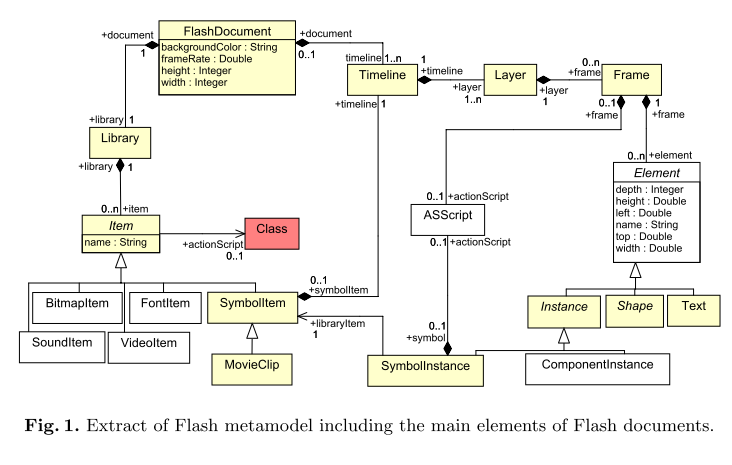 FlashDocument
backgroundColor : String
frameRate : Double
height : Integer
width : Integer
+document
1
+document
0..1
timeline
1..n
1
Timeline
+timeline
Layer
+layer
1..n
+layer
1
0..n
+frame
Frame
+timeline
1
0..1
+frame
1
+frame
+library
1
Library
+library
1
0..n
+item
Item
name : String
+actionScript
0..1
Class
0..1
+actionScript
ASScript
0..1
+actionScript
0..n
+element
Element
depth : Integer
height : Double
left : Double
name : String
top : Double
width : Double
BitmapItem
FontItem
SymbolItem
0..1
+symbolItem
SoundItem
VideoItem
+libraryItem
1
0..1
+symbol
MovieClip
SymbolInstance
Instance
Shape
Text
ComponentInstance
Fig. 1. Extract of Flash metamodel including the main elements of Flash documents.